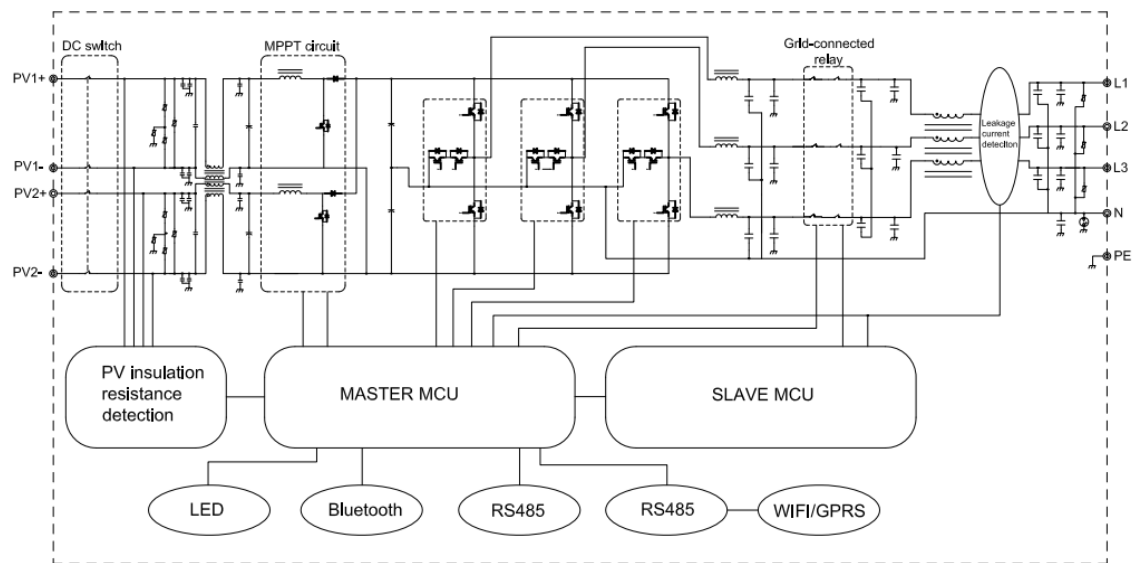 DC switch
MPPT circuit
Grid-connected
relay
PV1+
L1
Leakage
current
deteciton
L2
PV1-
L3
PV2+
N
PE
PV2-
PV insulation
resistance
detection
MASTER MCU
SLAVE MCU
LED
Bluetooth
RS485
RS485
WIFI/GPRS